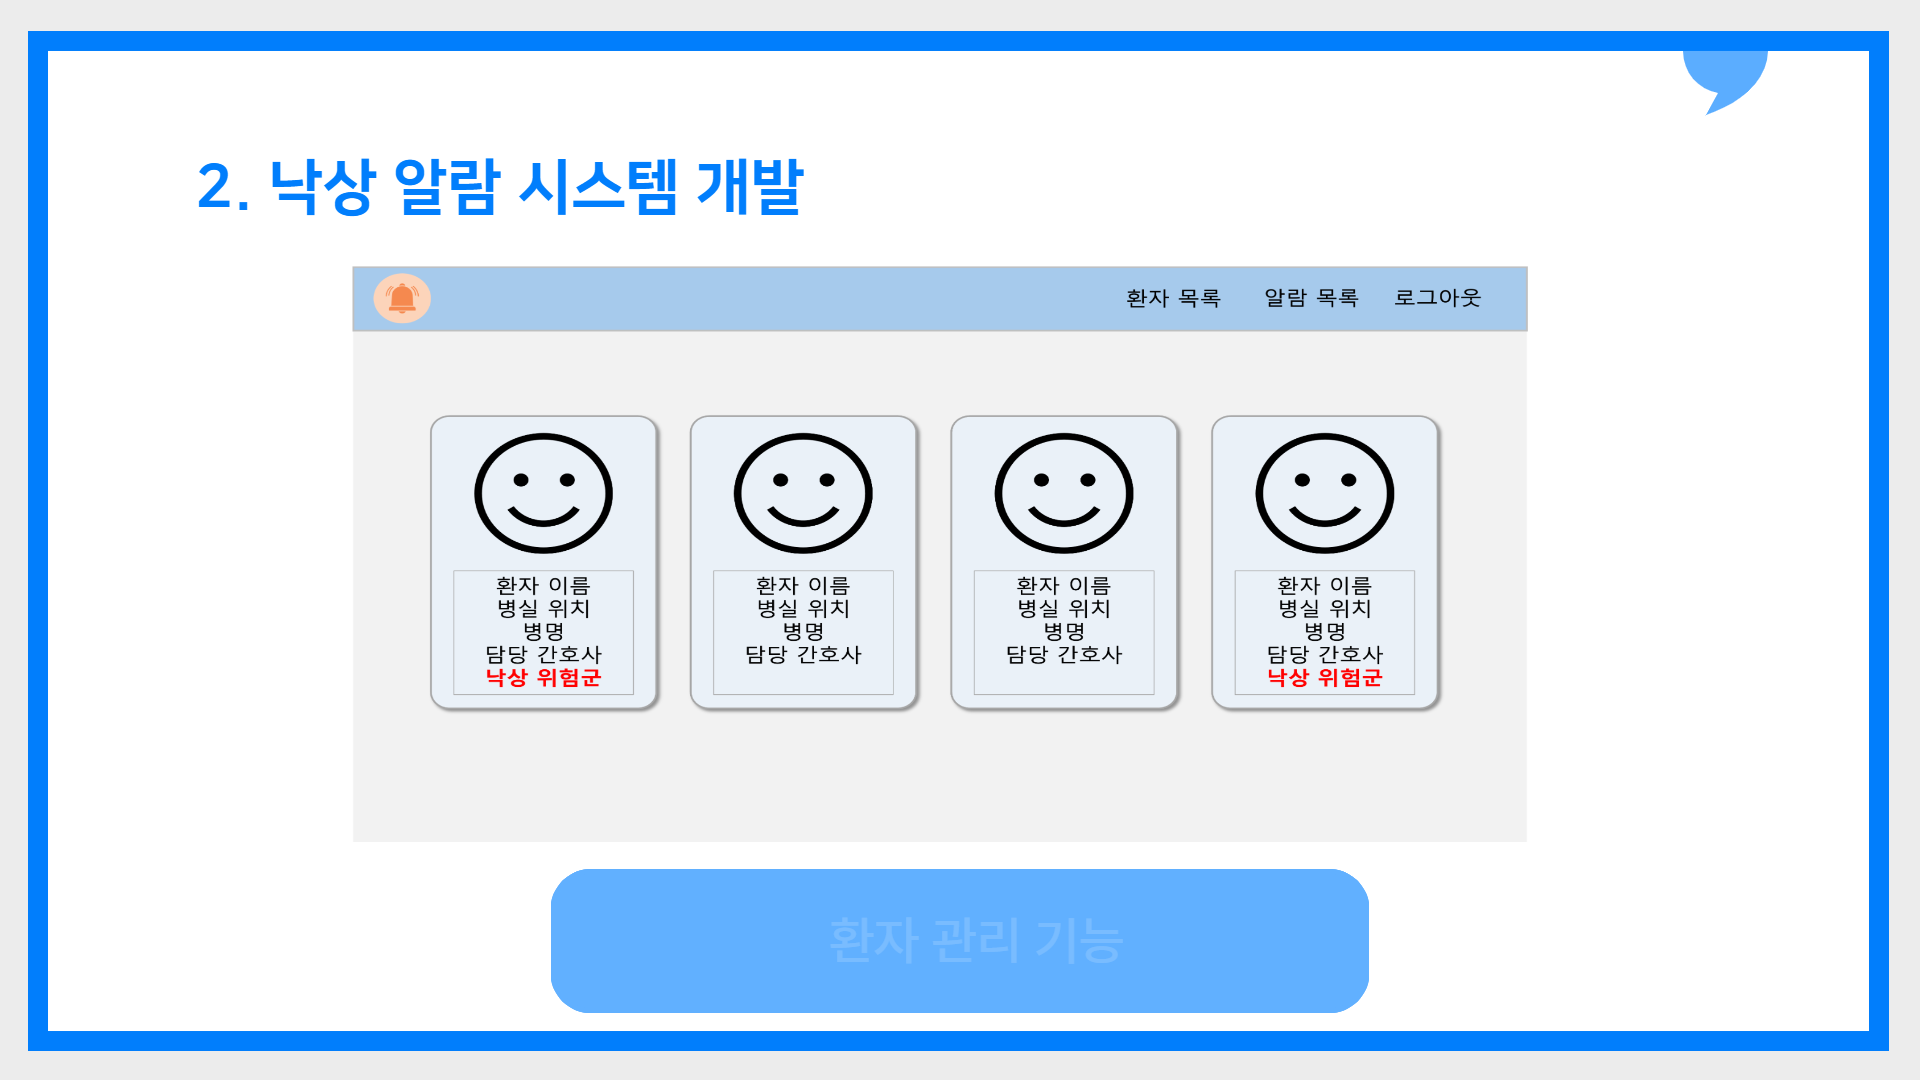 2. 낙상 알람 시스템 개발
환자 목록 알람 목록 로그아웃
환자 이름
병실 위치
병명
담당 간호사
낙상 위험군
환자 이름
병실 위치
병명
담당 간호사
환자 이름
병실 위치
병명
담당 간호사
환자 이름
병실 위치
병명
담당 간호사
낙상 위험군
환자 관리 기능